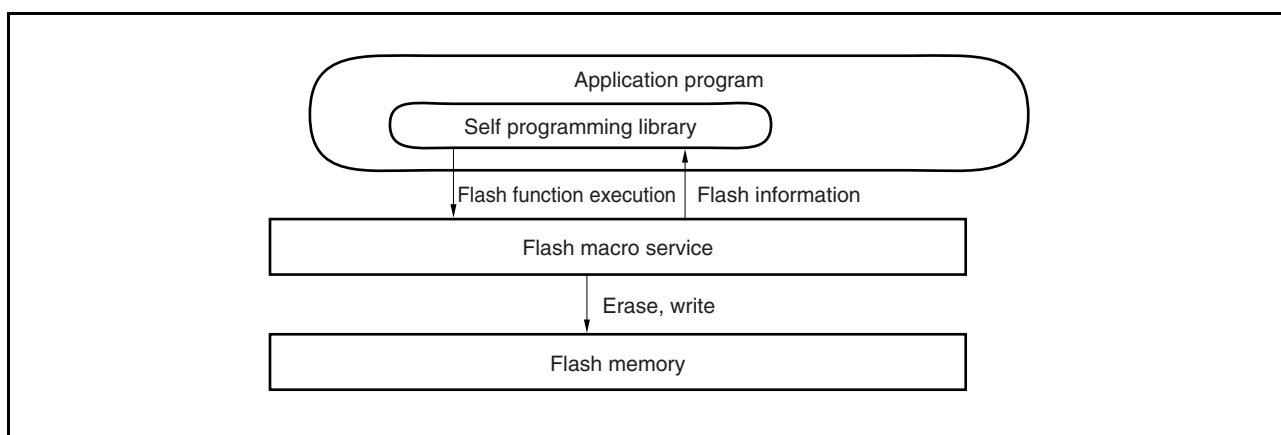 Application program
Self programming library
Flash function execution
Flash information
Flash macro service
Erase, write
Flash memory